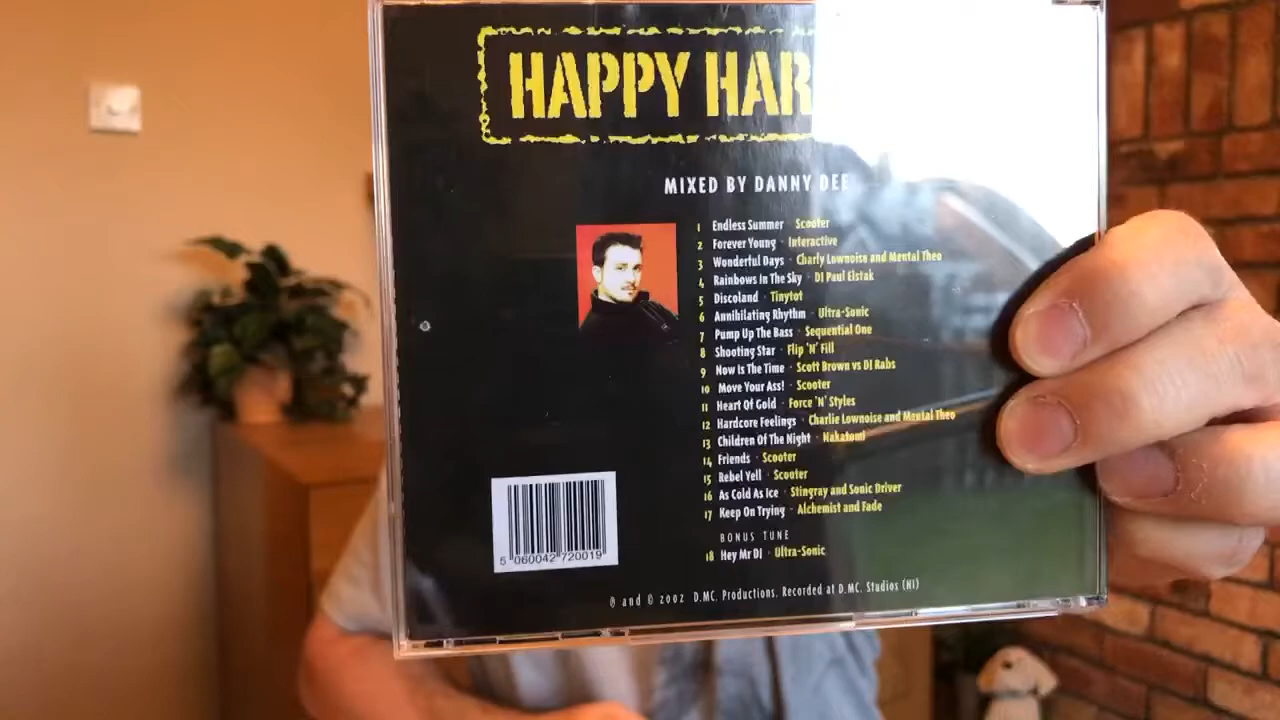 HAPPY HAR
MIXED BY DANNY DEE
1 Endless Summer · Scooter
2 Forever Young · Interactive
3 Wonderful Days · Charly Lownoise and Mental Theo
4 Rainbows In The Sky · DJ Paul Elstak
5 Discoland · Tinytot
6 Annihilating Rhythm · Ultra-Sonic
7 Pump Up The Bass · Sequential One
8 Shooting Star · Flip 'N' Fill
9 Now Is The Time · Scott Brown vs DJ Rabs
10 Move Your Ass! · Scooter
11 Heart Of Gold · Force 'N' Styles
12 Hardcore Feelings · Charlie Lownoise and Mental Theo
13 Children Of The Night · Nakatomi
14 Friends · Scooter
15 Rebel Yell · Scooter
16 As Cold As Ice · Stingray and Sonic Driver
17 Keep On Trying · Alchemist and Fade
BONUS TUNE
18 Hey Mr DJ · Ultra-Sonic
5 060042 720019
℗ and © 2002 D.MC. Productions. Recorded at D.MC. Studios (NI)